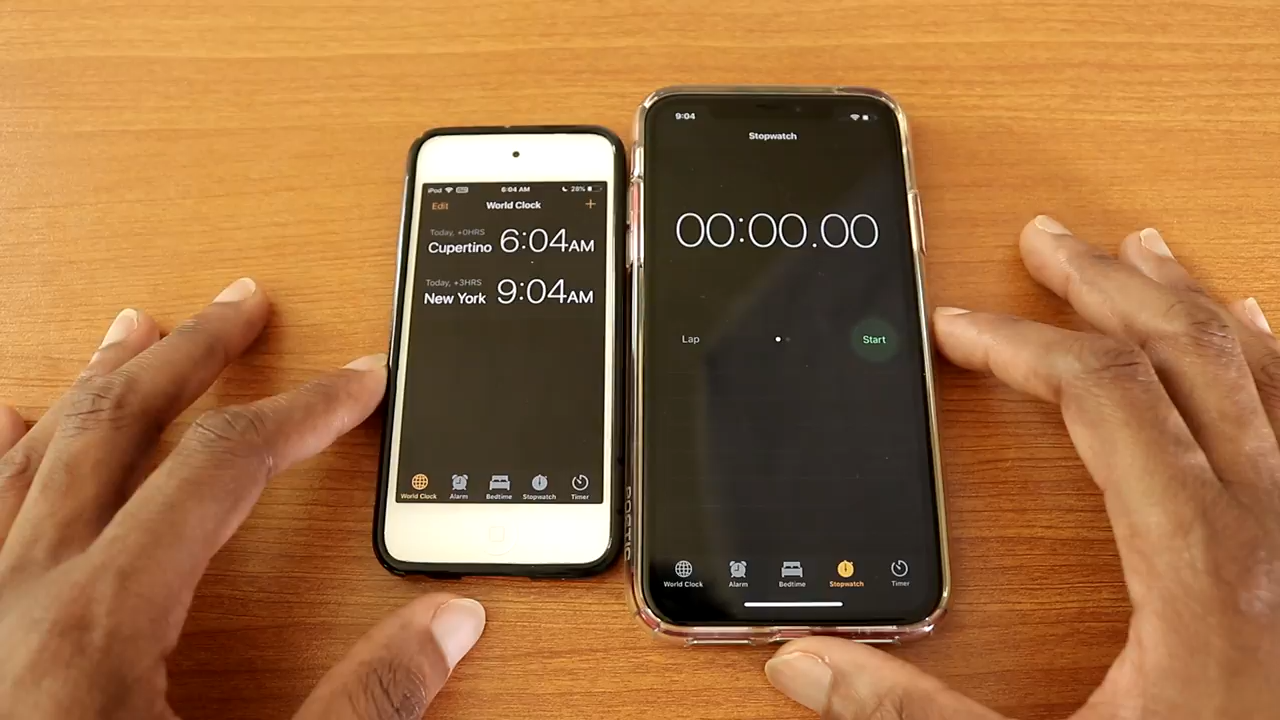 iPod 6:04 AM 28%
Edit World Clock +
Today, +0HRS
Cupertino 6:04AM
Today, +3HRS
New York 9:04AM
World Clock Alarm Bedtime Stopwatch Timer
9:04
Stopwatch
00:00.00
Lap Start
World Clock Alarm Bedtime Stopwatch Timer